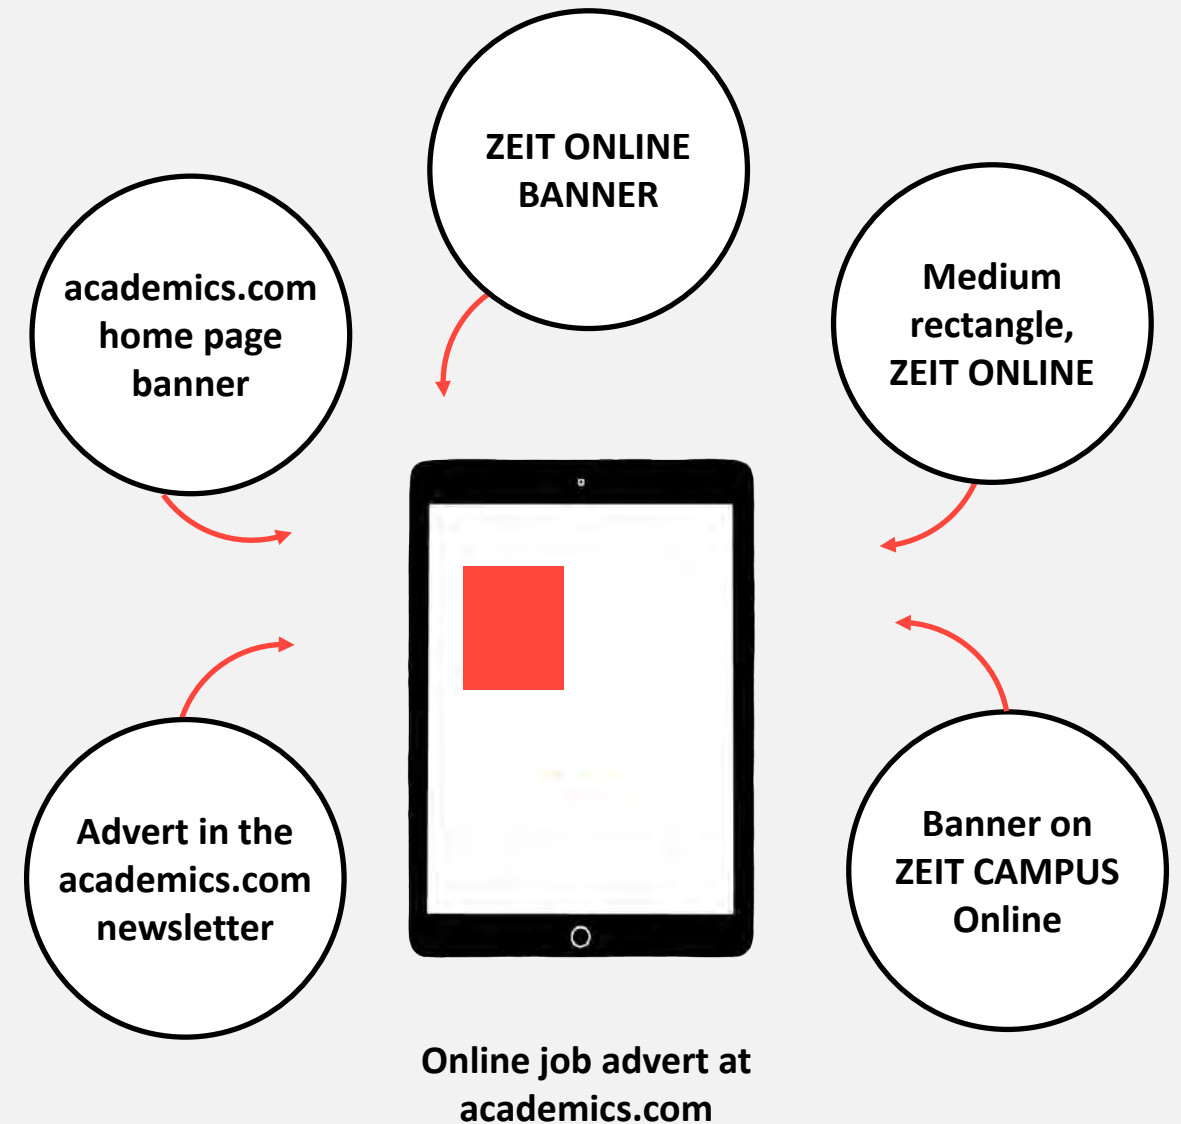 ZEIT ONLINE
BANNER
academics.com
home page
banner
Medium
rectangle,
ZEIT ONLINE
Advert in the
academics.com
newsletter
Banner on
ZEIT CAMPUS
Online
Online job advert at
academics.com